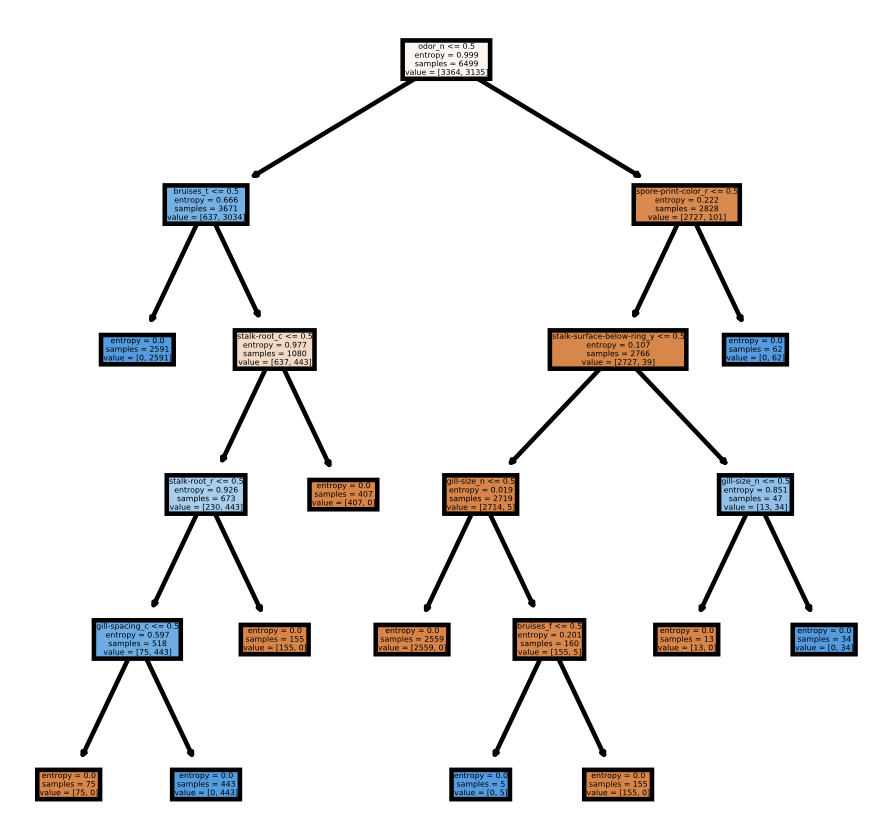 odor_n <= 0.5
entropy = 0.999
samples = 6499
value = [3364, 3135]
bruises_t <= 0.5
entropy = 0.666
samples = 3671
value = [637, 3034]
spore-print-color_r <= 0.5
entropy = 0.222
samples = 2828
value = [2727, 101]
entropy = 0.0
samples = 2591
value = [0, 2591]
stalk-root_c <= 0.5
entropy = 0.977
samples = 1080
value = [637, 443]
stalk-surface-below-ring_y <= 0.5
entropy = 0.107
samples = 2766
value = [2727, 39]
entropy = 0.0
samples = 62
value = [0, 62]
stalk-root_r <= 0.5
entropy = 0.926
samples = 673
value = [230, 443]
entropy = 0.0
samples = 407
value = [407, 0]
gill-size_n <= 0.5
entropy = 0.019
samples = 2719
value = [2714, 5]
gill-size_n <= 0.5
entropy = 0.851
samples = 47
value = [13, 34]
gill-spacing_c <= 0.5
entropy = 0.597
samples = 518
value = [75, 443]
entropy = 0.0
samples = 155
value = [155, 0]
entropy = 0.0
samples = 2559
value = [2559, 0]
bruises_f <= 0.5
entropy = 0.201
samples = 160
value = [155, 5]
entropy = 0.0
samples = 13
value = [13, 0]
entropy = 0.0
samples = 34
value = [0, 34]
entropy = 0.0
samples = 75
value = [75, 0]
entropy = 0.0
samples = 443
value = [0, 443]
entropy = 0.0
samples = 5
value = [0, 5]
entropy = 0.0
samples = 155
value = [155, 0]